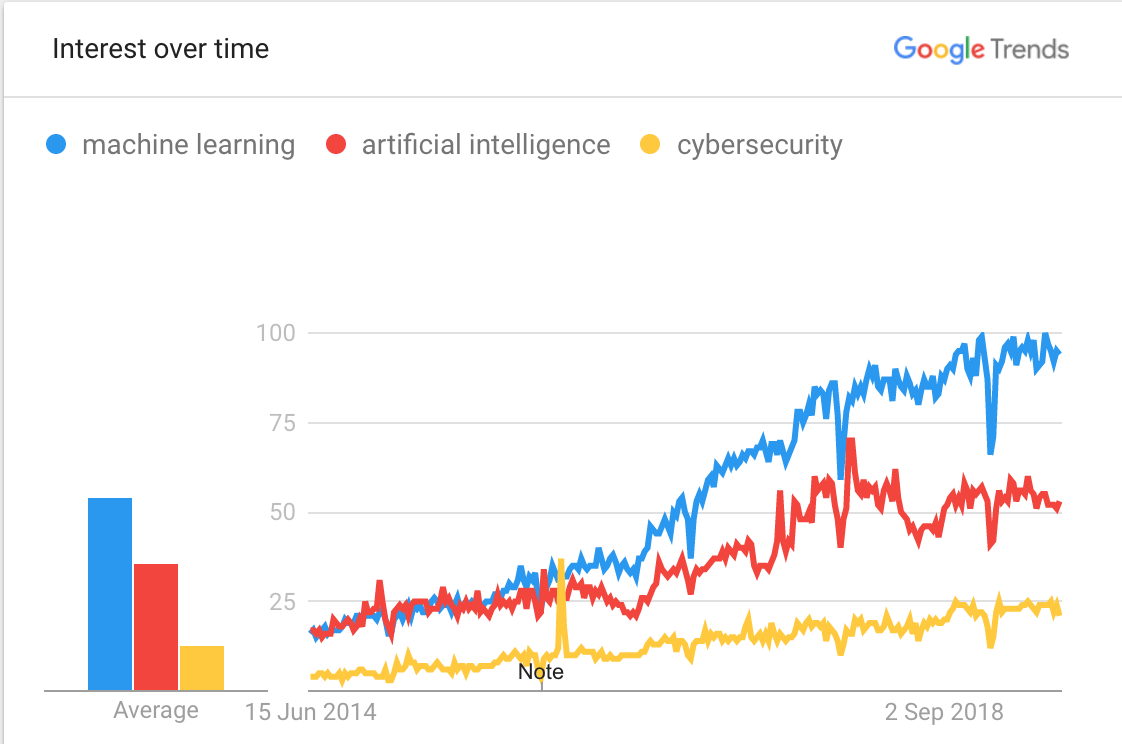 Interest over time
Google Trends
machine learning
artificial intelligence
cybersecurity
100
75
50
25
Note
Average
15 Jun 2014
2 Sep 2018